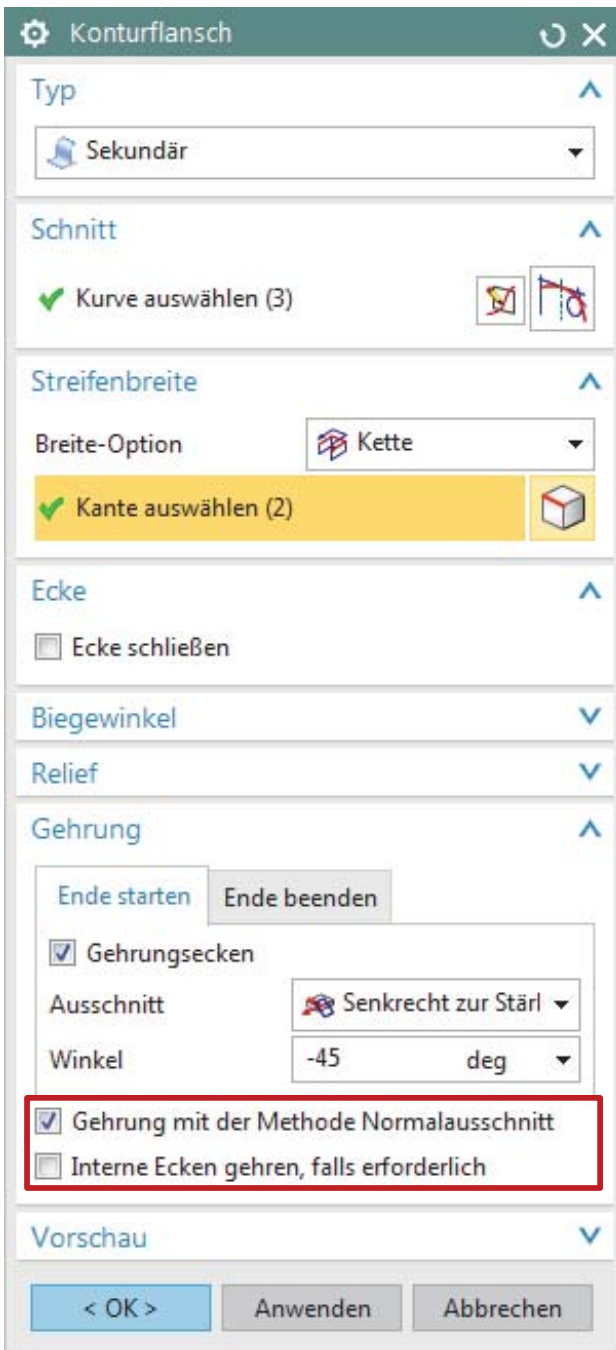 Konturflansch
Typ
Sekundär
Schnitt
Kurve auswählen (3)
Streifenbreite
Breite-Option Kette
Kante auswählen (2)
Ecke
Ecke schließen
Biegewinkel
Relief
Gehrung
Ende starten Ende beenden
Gehrungsecken
Ausschnitt Senkrecht zur Stärl
Winkel -45 deg
Gehrung mit der Methode Normalausschnitt
Interne Ecken gehren, falls erforderlich
Vorschau
< OK > Anwenden Abbrechen